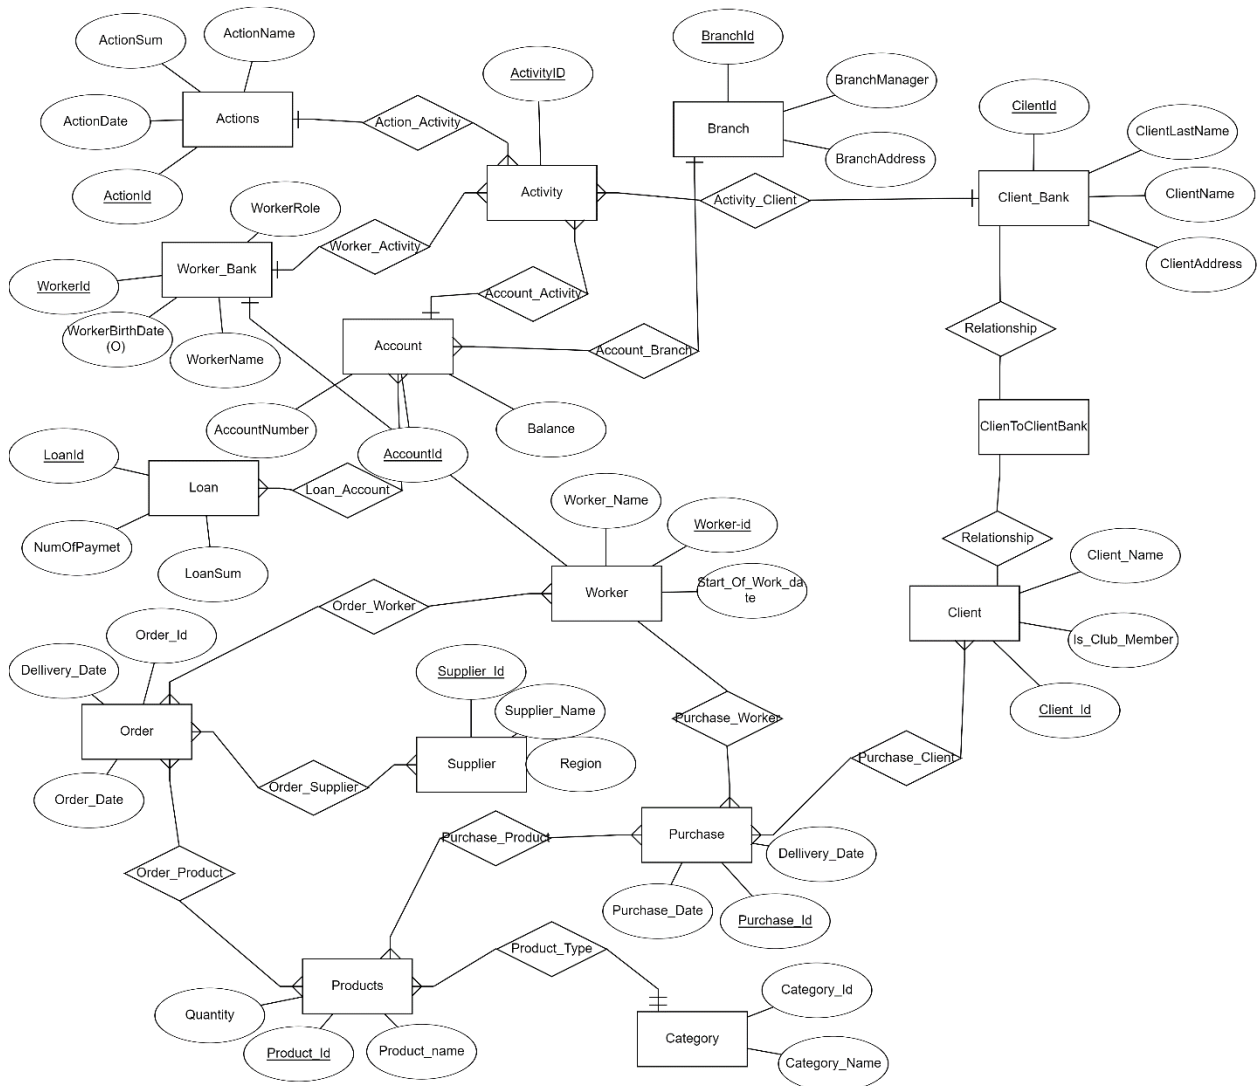 ActionSum
ActionName
BranchId
ActivityID
BranchManager
ActionDate
Actions
Action_Activity
Branch
CilentId
ClientLastName
BranchAddress
ActionId
Activity
Activity_Client
Client_Bank
ClientName
WorkerRole
Worker_Activity
Worker_Bank
ClientAddress
WorkerId
Account_Activity
WorkerBirthDate
(O)
WorkerName
Account
Account_Branch
Relationship
AccountNumber
Balance
ClienToClientBank
LoanId
AccountId
Loan
Loan_Account
Worker_Name
Worker-id
NumOfPaymet
LoanSum
Relationship
Client_Name
Start_Of_Work_da
te
Worker
Order_Worker
Client
Is_Club_Member
Order_Id
Dellivery_Date
Supplier_Id
Supplier_Name
Purchase_Worker
Client_Id
Order
Supplier
Region
Purchase_Client
Order_Supplier
Order_Date
Purchase_Product
Purchase
Dellivery_Date
Order_Product
Purchase_Date
Purchase_Id
Product_Type
Products
Category_Id
Quantity
Product_Id
Product_name
Category
Category_Name